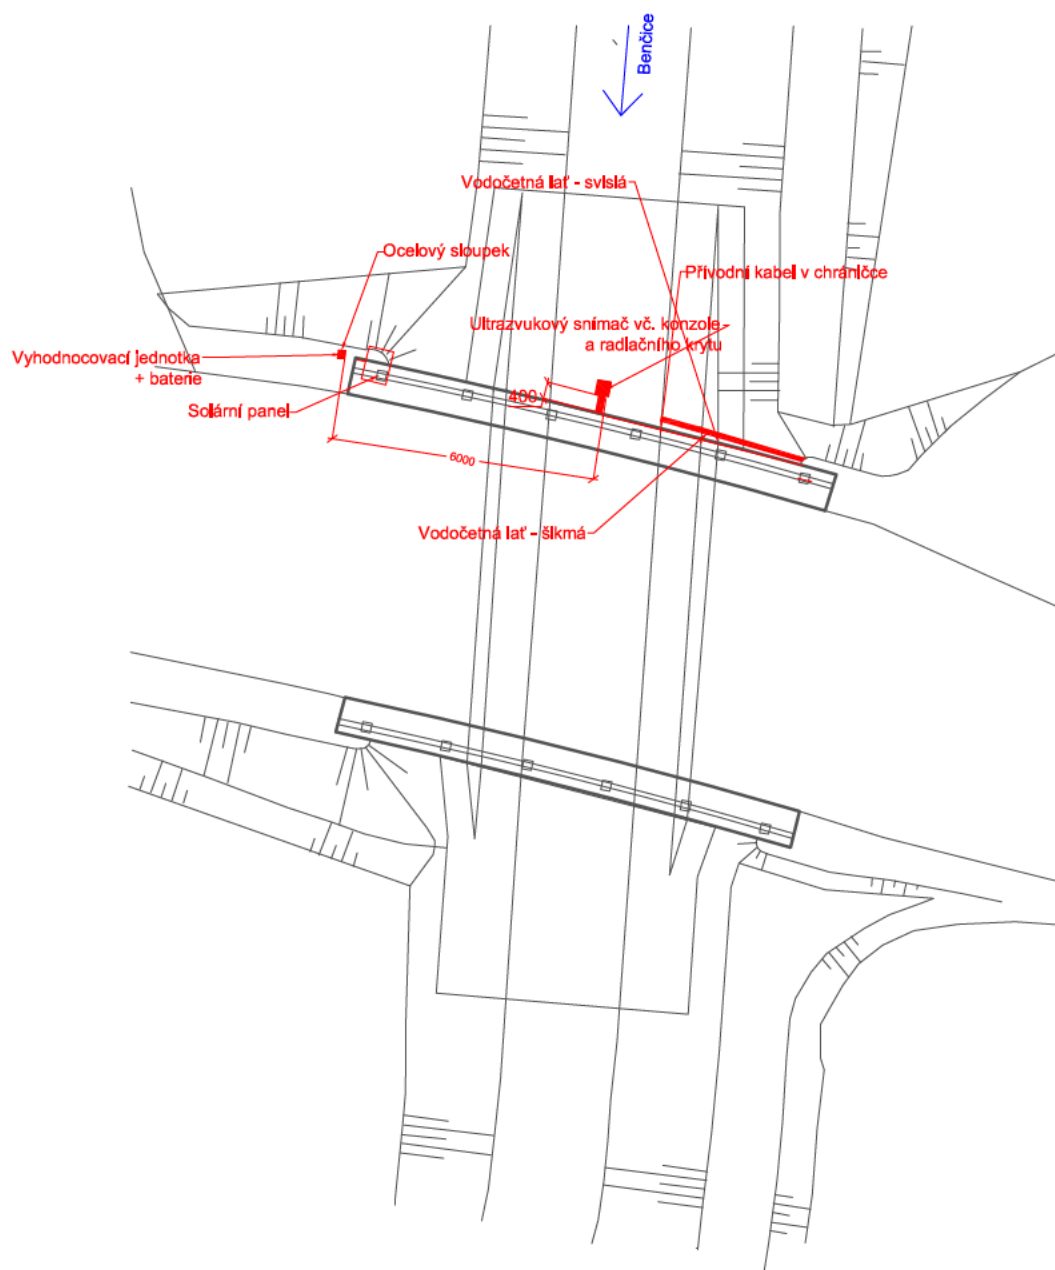 Benčice
Vodočetná lať - svislá
Ocelový sloupek
Přívodní kabel v chráničce
Ultrazvukový snímač vč. konzole
a radiačního krytu
Vyhodnocovací jednotka
+ baterie
Solární panel
400
6000
Vodočetná lať - šikmá